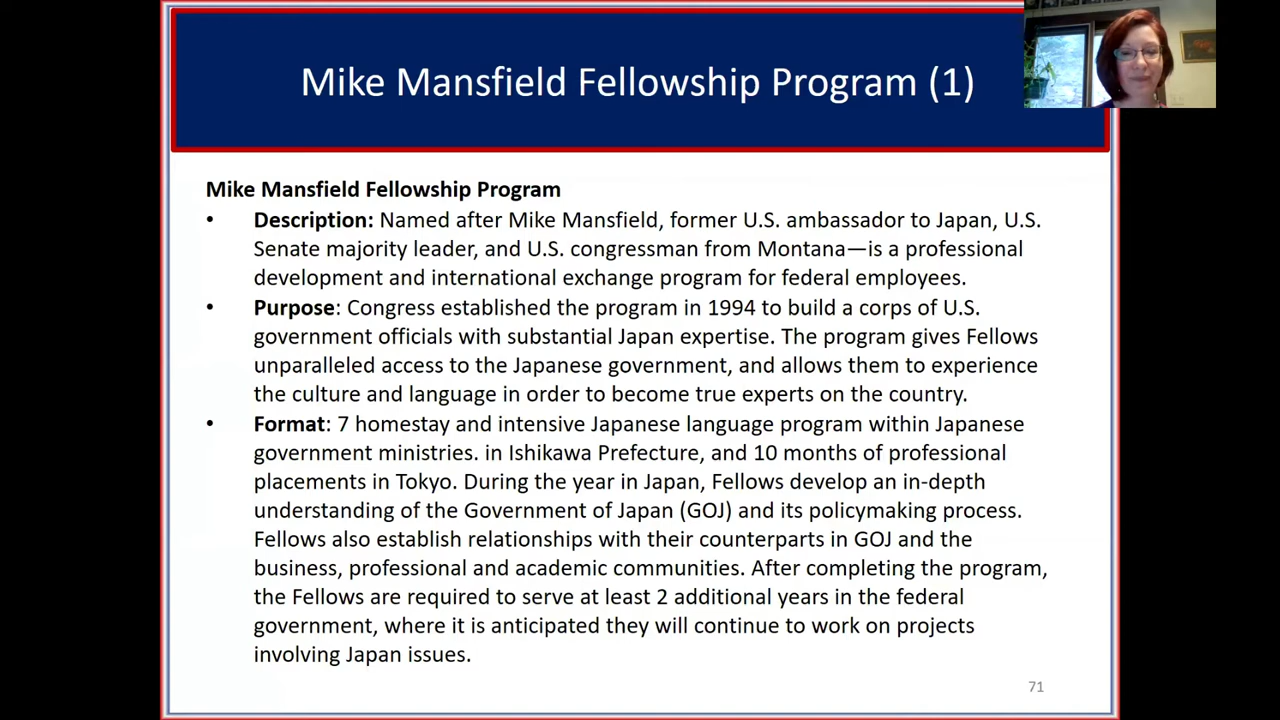 Mike Mansfield Fellowship Program (1)
Mike Mansfield Fellowship Program
• Description: Named after Mike Mansfield, former U.S. ambassador to Japan, U.S.
Senate majority leader, and U.S. congressman from Montana—is a professional
development and international exchange program for federal employees.
• Purpose: Congress established the program in 1994 to build a corps of U.S.
government officials with substantial Japan expertise. The program gives Fellows
unparalleled access to the Japanese government, and allows them to experience
the culture and language in order to become true experts on the country.
• Format: 7 homestay and intensive Japanese language program within Japanese
government ministries. in Ishikawa Prefecture, and 10 months of professional
placements in Tokyo. During the year in Japan, Fellows develop an in-depth
understanding of the Government of Japan (GOJ) and its policymaking process.
Fellows also establish relationships with their counterparts in GOJ and the
business, professional and academic communities. After completing the program,
the Fellows are required to serve at least 2 additional years in the federal
government, where it is anticipated they will continue to work on projects
involving Japan issues.
71